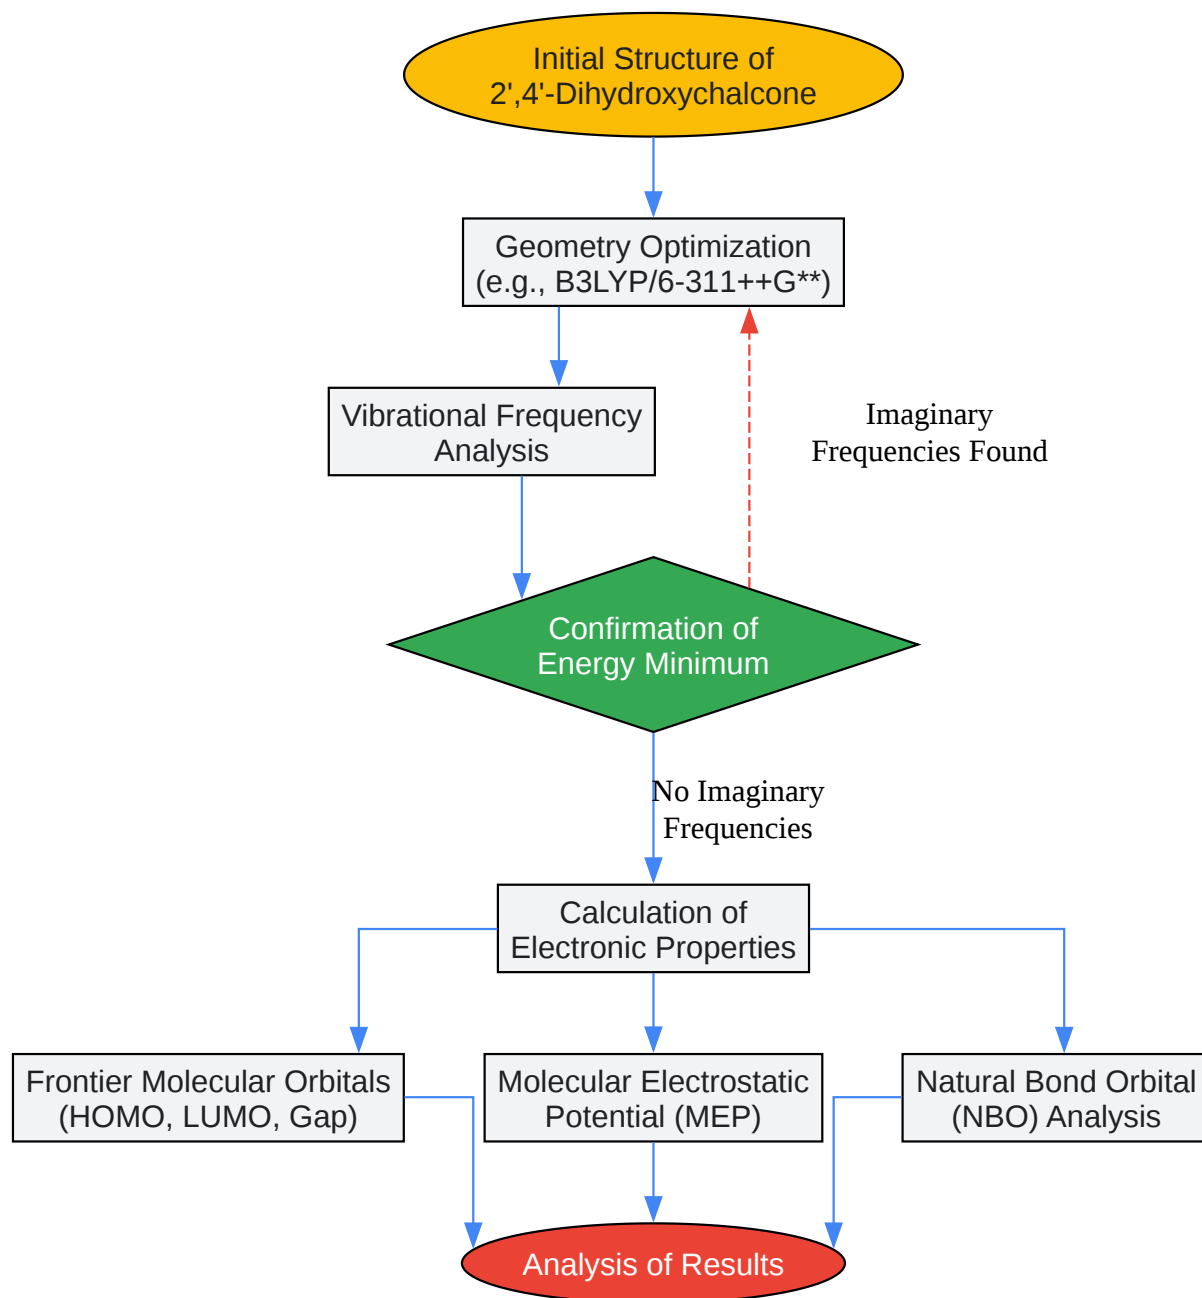 Initial Structure of
2',4'-Dihydroxychalcone
Geometry Optimization
(e.g., B3LYP/6-311++G**)
Vibrational Frequency
Analysis
Imaginary
Frequencies Found
Confirmation of
Energy Minimum
No Imaginary
Frequencies
Calculation of
Electronic Properties
Frontier Molecular Orbitals
(HOMO, LUMO, Gap)
Molecular Electrostatic
Potential (MEP)
Natural Bond Orbital
(NBO) Analysis
Analysis of Results